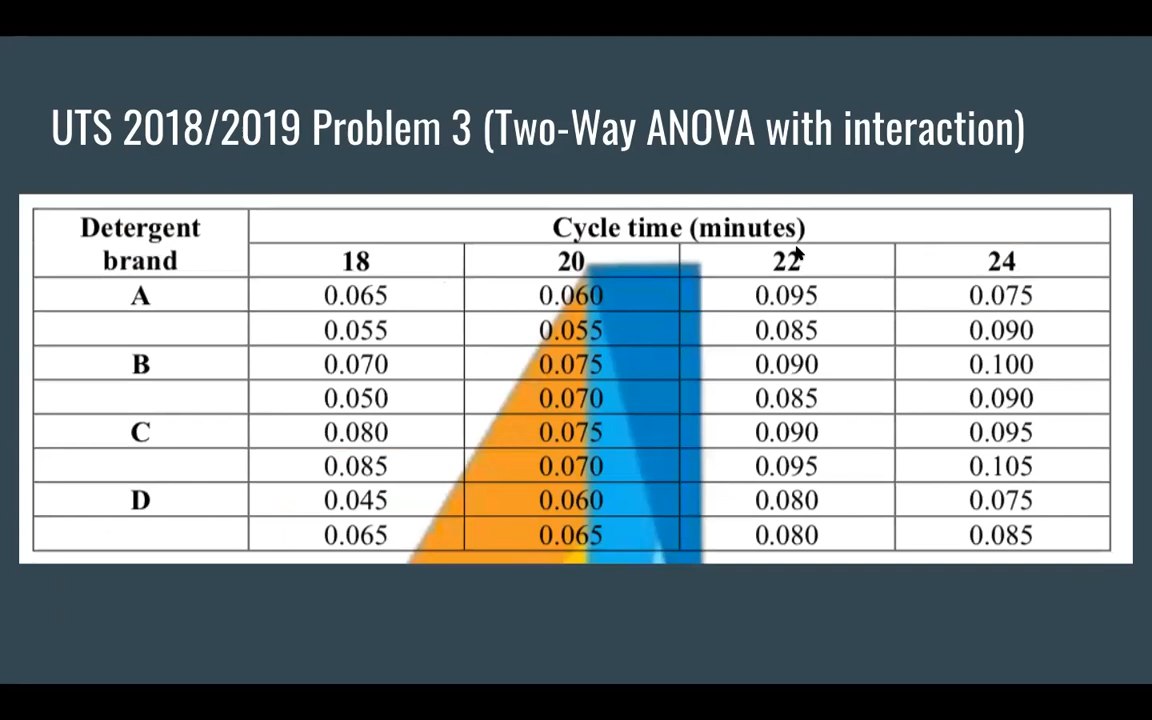 UTS 2018/2019 Problem 3 (Two-Way ANOVA with interaction)
Detergent brand Cycle time (minutes)
18 20 22 24
A 0.065 0.060 0.095 0.075
0.055 0.055 0.085 0.090
B 0.070 0.075 0.090 0.100
0.050 0.070 0.085 0.090
C 0.080 0.075 0.090 0.095
0.085 0.070 0.095 0.105
D 0.045 0.060 0.080 0.075
0.065 0.065 0.080 0.085